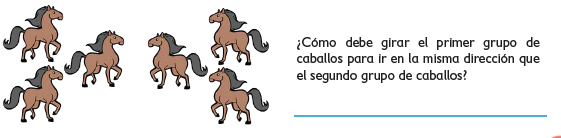 ¿Cómo debe girar el primer grupo de
caballos para ir en la misma dirección que
el segundo grupo de caballos?